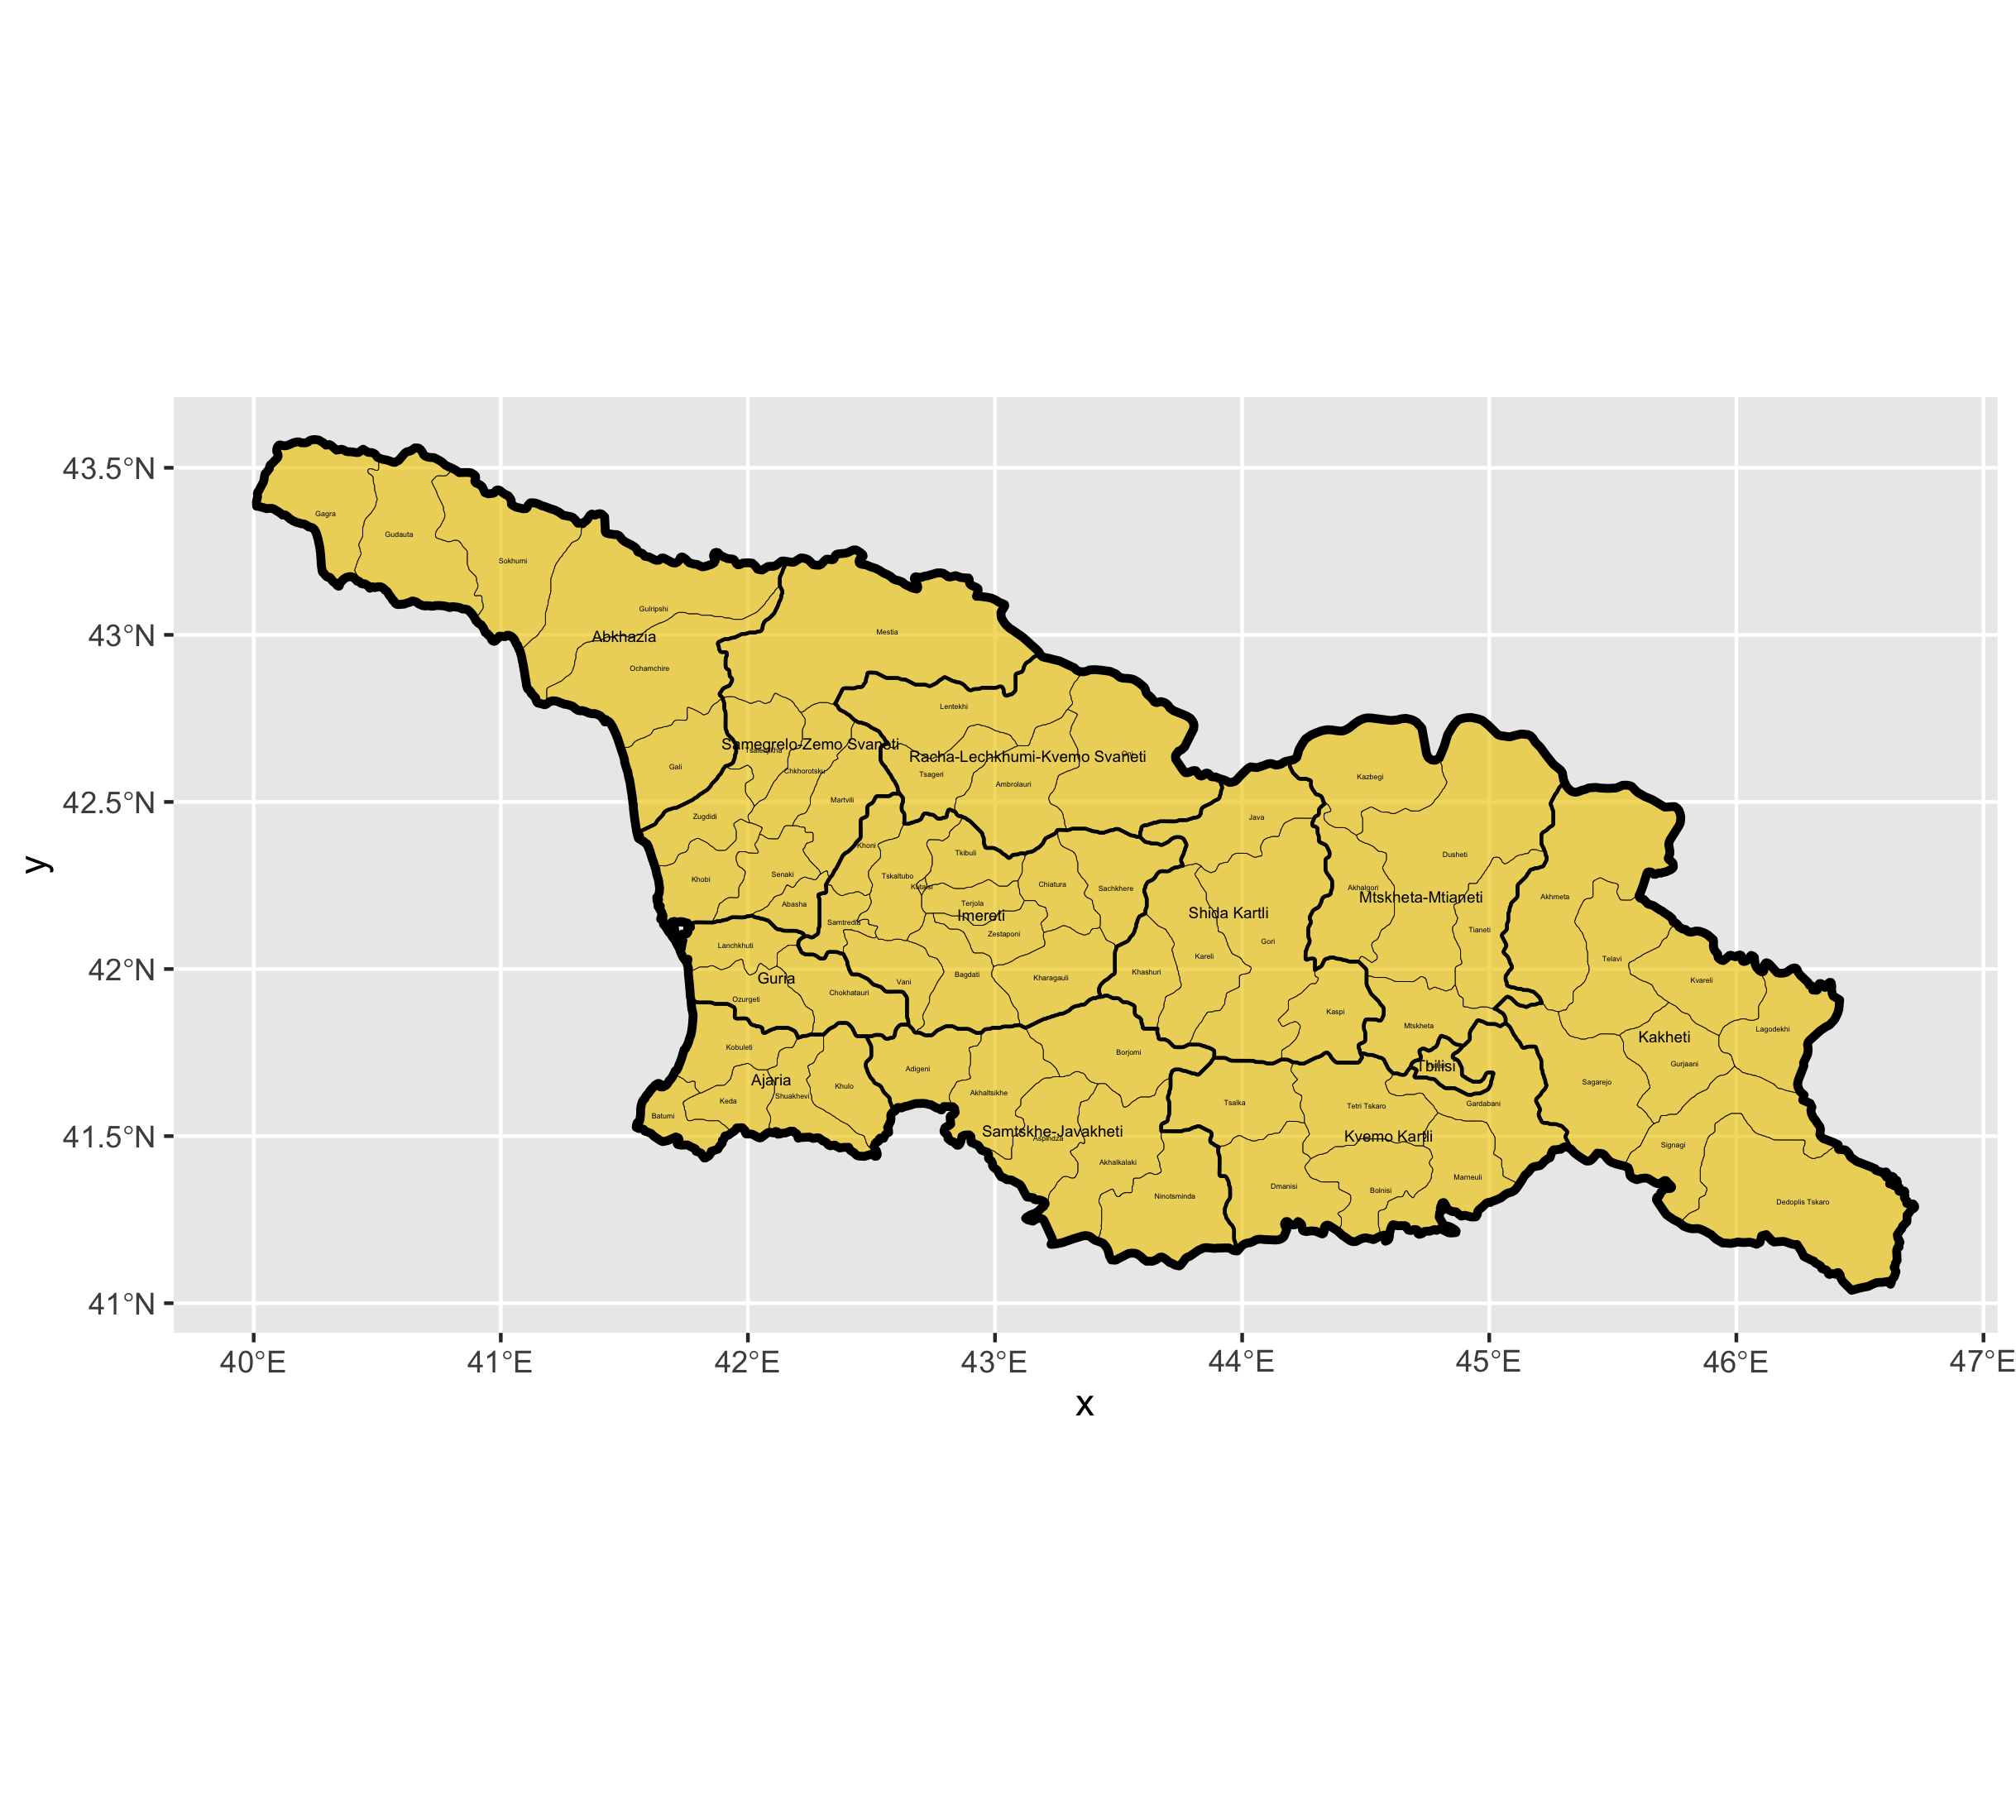 43.5°N
43°N
42.5°N
42°N
41.5°N
41°N
y
Gagra
Gudauta
Sokhumi
Gulripshi
Abkhazia
Mestia
Ochamchire
Lentekhi
Samegrelo-Zemo Svaneti
Racha-Lechkhumi-Kvemo Svaneti
Gali
Chkhorotsku
Tsageri
Ambrolauri
Kazbegi
Martvili
Zugdidi
Java
Khoni
Tkibuli
Dusheti
Khobi
Senaki
Tskaltubo
Chiatura
Sachkhere
Akhalgori
Mtskheta-Mtianeti
Akhmeta
Abasha
Terjola
Imereti
Shida Kartli
Samtredia
Zestaponi
Tianeti
Lanchkhuti
Gori
Kareli
Telavi
Guria
Vani
Bagdati
Kharagauli
Khashuri
Kvareli
Ozurgeti
Chokhatauri
Kaspi
Mtskheta
Lagodekhi
Kakheti
Kobuleti
Borjomi
Adigeni
Tbilisi
Gurjaani
Ajaria
Khulo
Shuakhevi
Akhaltsikhe
Sagarejo
Keda
Tsalka
Tetri Tskaro
Gardabani
Batumi
Samtskhe-Javakheti
Aspindza
Kvemo Kartli
Signagi
Akhalkalaki
Marneuli
Ninotsminda
Dmanisi
Bolnisi
Dedoplis Tskaro
40°E 41°E 42°E 43°E 44°E 45°E 46°E 47°E
x